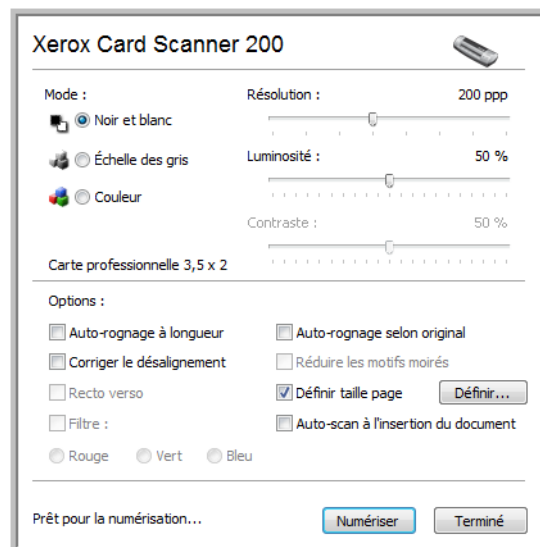 Xerox Card Scanner 200
Mode :
Résolution : 200 ppp
Noir et blanc
Échelle des gris
Luminosité : 50 %
Couleur
Contraste : 50 %
Carte professionnelle 3,5 x 2
Options :
Auto-rognage à longueur
Auto-rognage selon original
Corriger le désalignement
Réduire les motifs moirés
Recto verso
Définir taille page
Définir...
Filtre :
Auto-scan à l'insertion du document
Rouge Vert Bleu
Prêt pour la numérisation...
Numériser
Terminé